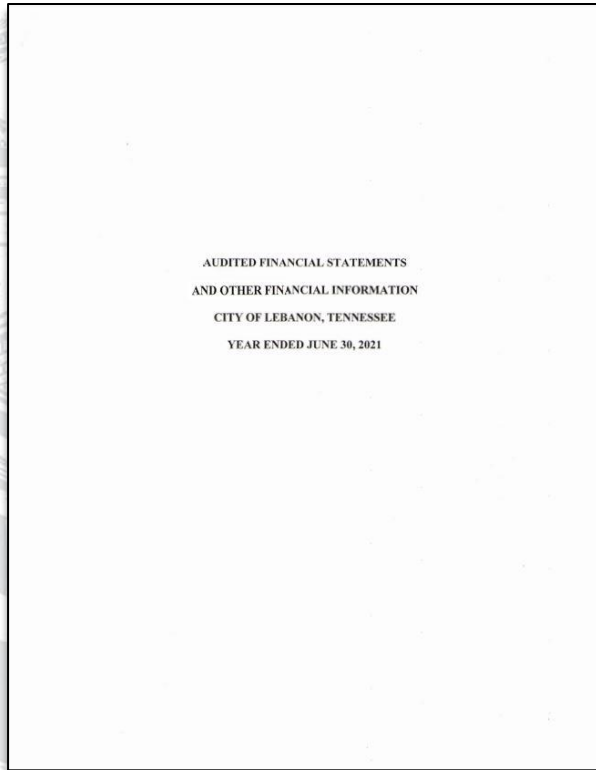 AUDITED FINANCIAL STATEMENTS
AND OTHER FINANCIAL INFORMATION
CITY OF LEBANON, TENNESSEE
YEAR ENDED JUNE 30, 2021